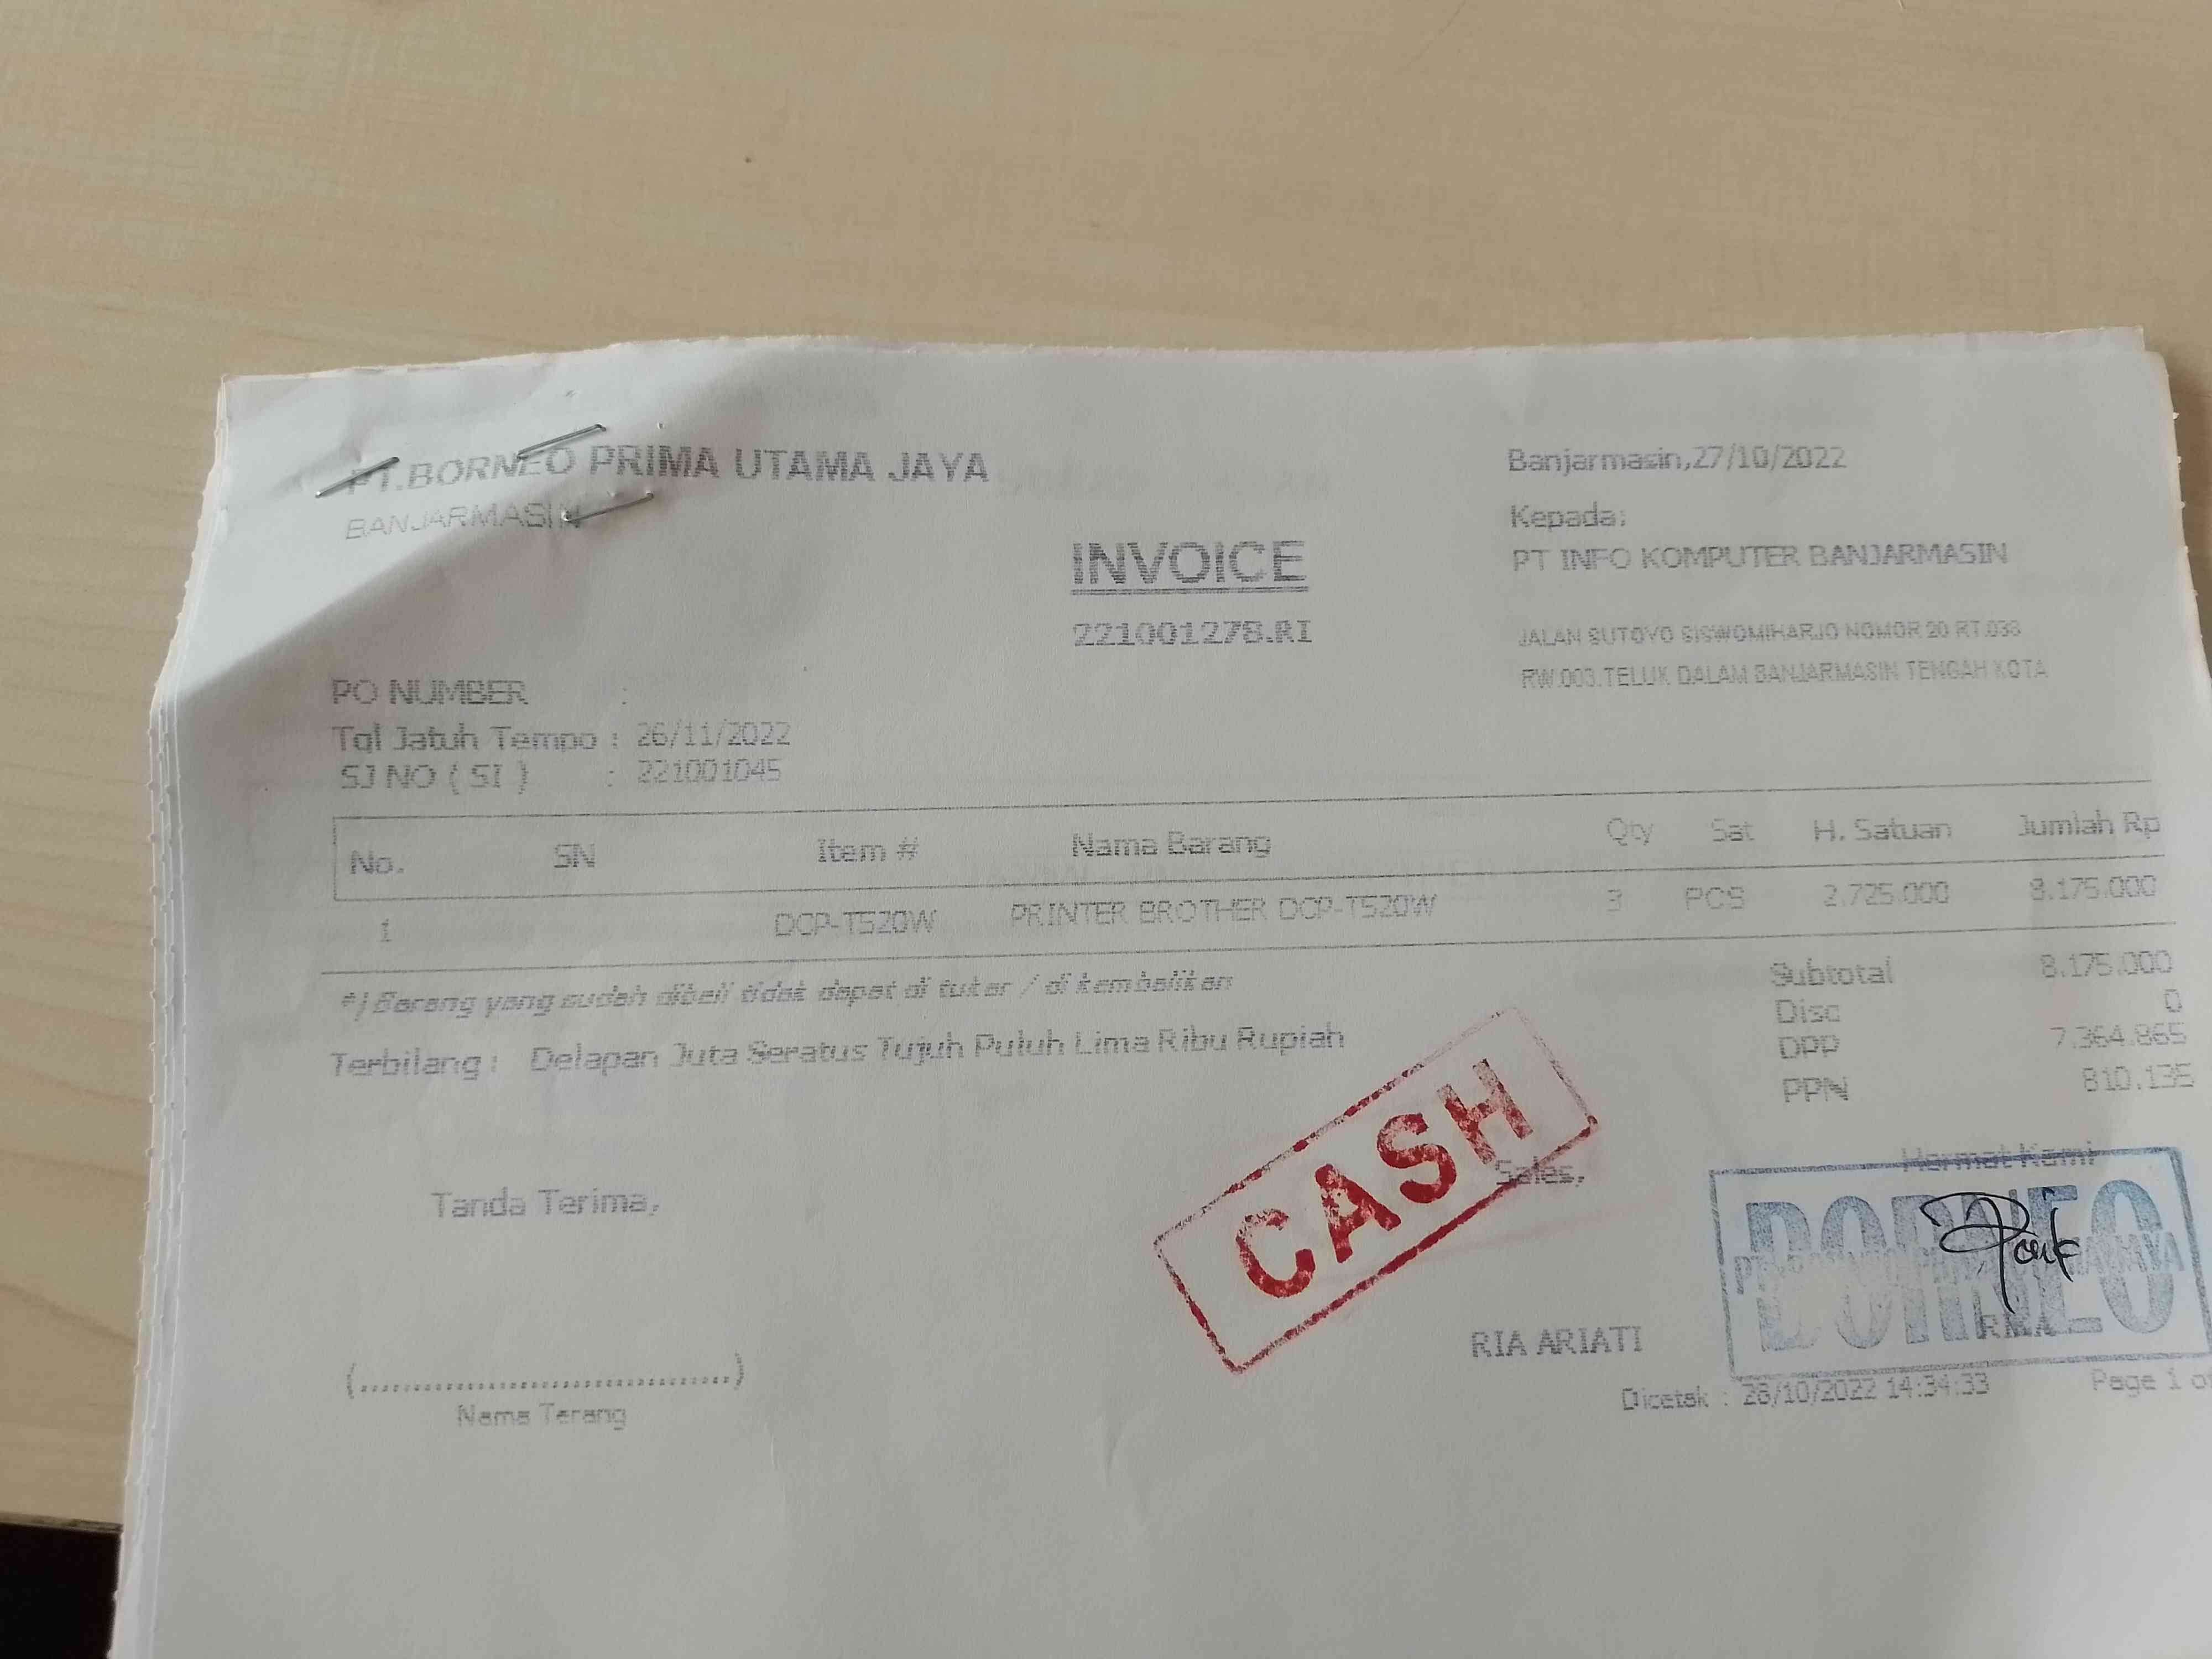 PT.BORNEO PRIMA UTAMA JAYA
BANJARMASIN
Banjarmasin,27/10/2022
Kepada:
PT INFO KOMPUTER BANJARMASIN
JALAN SUTOYO SISWOMIHARJO NOMOR 20 RT.038
RW.003.TELUK DALAM BANJARMASIN TENGAH KOTA
INVOICE
221001278.RI
PO NUMBER :
Tgl Jatuh Tempo : 26/11/2022
SJ NO ( SI ) : 221001045
No. SN Item # Nama Barang Qty Sat H. Satuan Jumlah Rp
1 DCP-T520W PRINTER BROTHER DCP-T520W 3 PCS 2.725.000 8.175.000
*) Barang yang sudah dibeli tidak dapat di tukar / di kembalikan
Terbilang : Delapan Juta Seratus Tujuh Puluh Lima Ribu Rupiah
Subtotal 8.175.000
Disc 0
DPP 7.364.865
PPN 810.135
CASH
Tanda Terima,
Sales,
Hormat Kami
BORNEO
(..................................)
Nama Terang
RIA ARIATI
Dicetak : 28/10/2022 14:34:33
Page 1 of